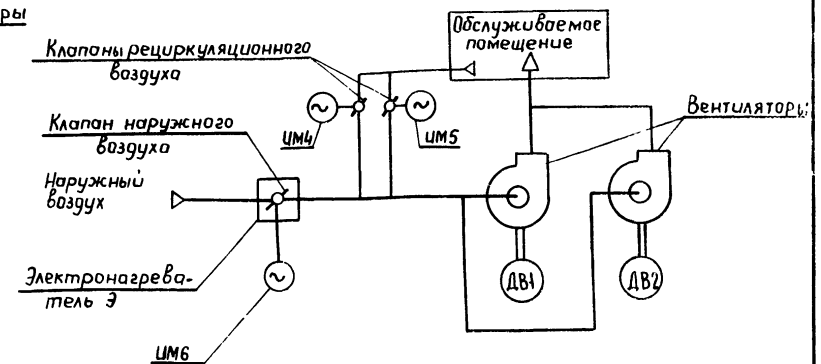 ры
Обслуживаемое
помещение
Клапаны рециркуляционного
воздуха
Вентиляторы
Клапан наружного
воздуха
ИМ4
ИМ5
Наружный
воздух
Электронагрева-
тель Э
ДВ1
ДВ2
ИМ6